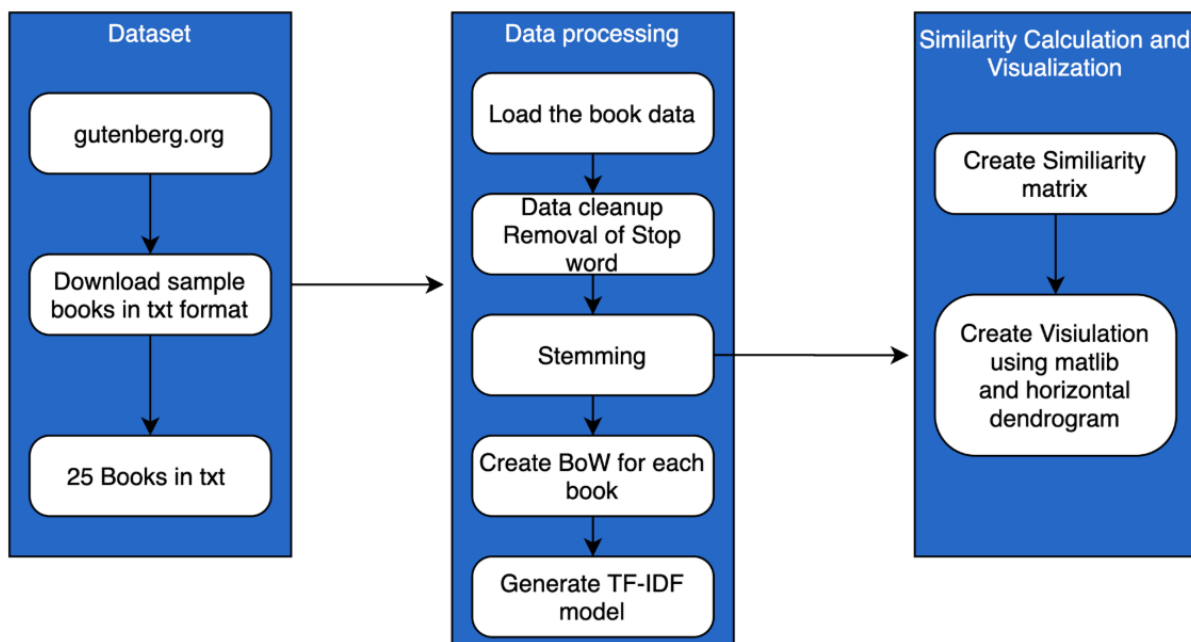 Dataset
gutenberg.org
Download sample
books in txt format
25 Books in txt
Data processing
Load the book data
Data cleanup
Removal of Stop
word
Stemming
Create BoW for each
book
Generate TF-IDF
model
Similarity Calculation and
Visualization
Create Similiarity
matrix
Create Visiulation
using matlib
and horizontal
dendrogram